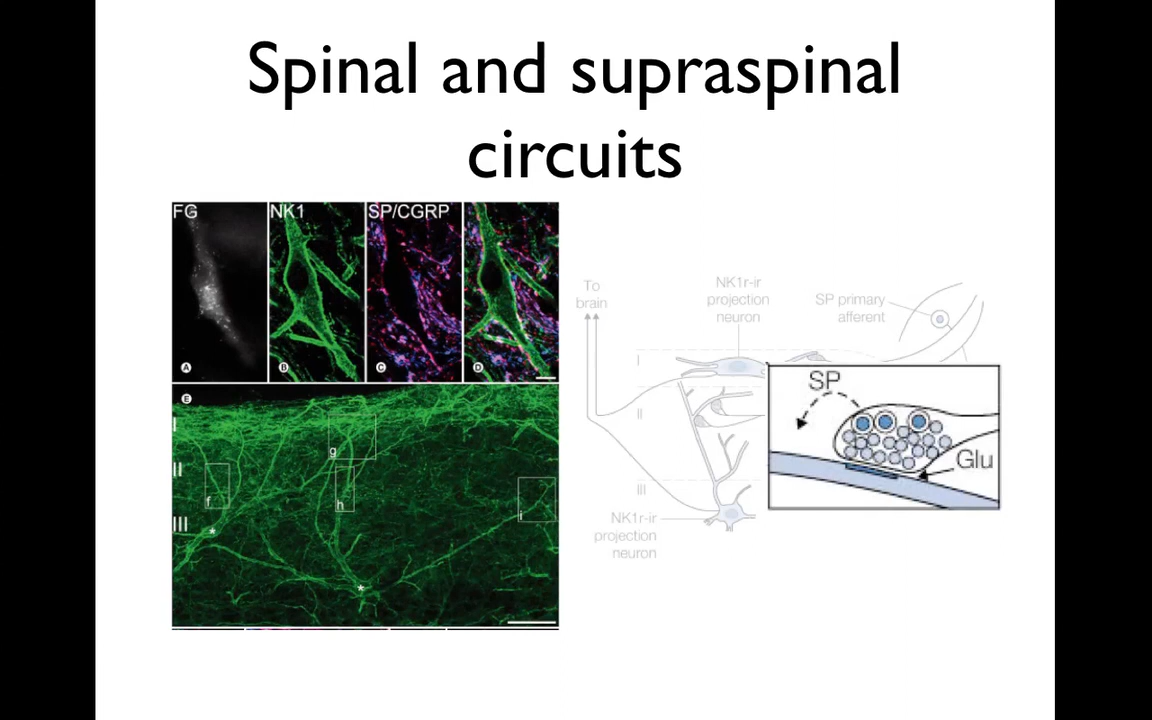 Spinal and supraspinal
circuits
FG
NK1
SP/CGRP
A
B
C
D
E
I
II
III
g
f
h
i
*
*
To
brain
NK1r-ir
projection
neuron
SP primary
afferent
I
II
III
NK1r-ir
projection
neuron
SP
Glu